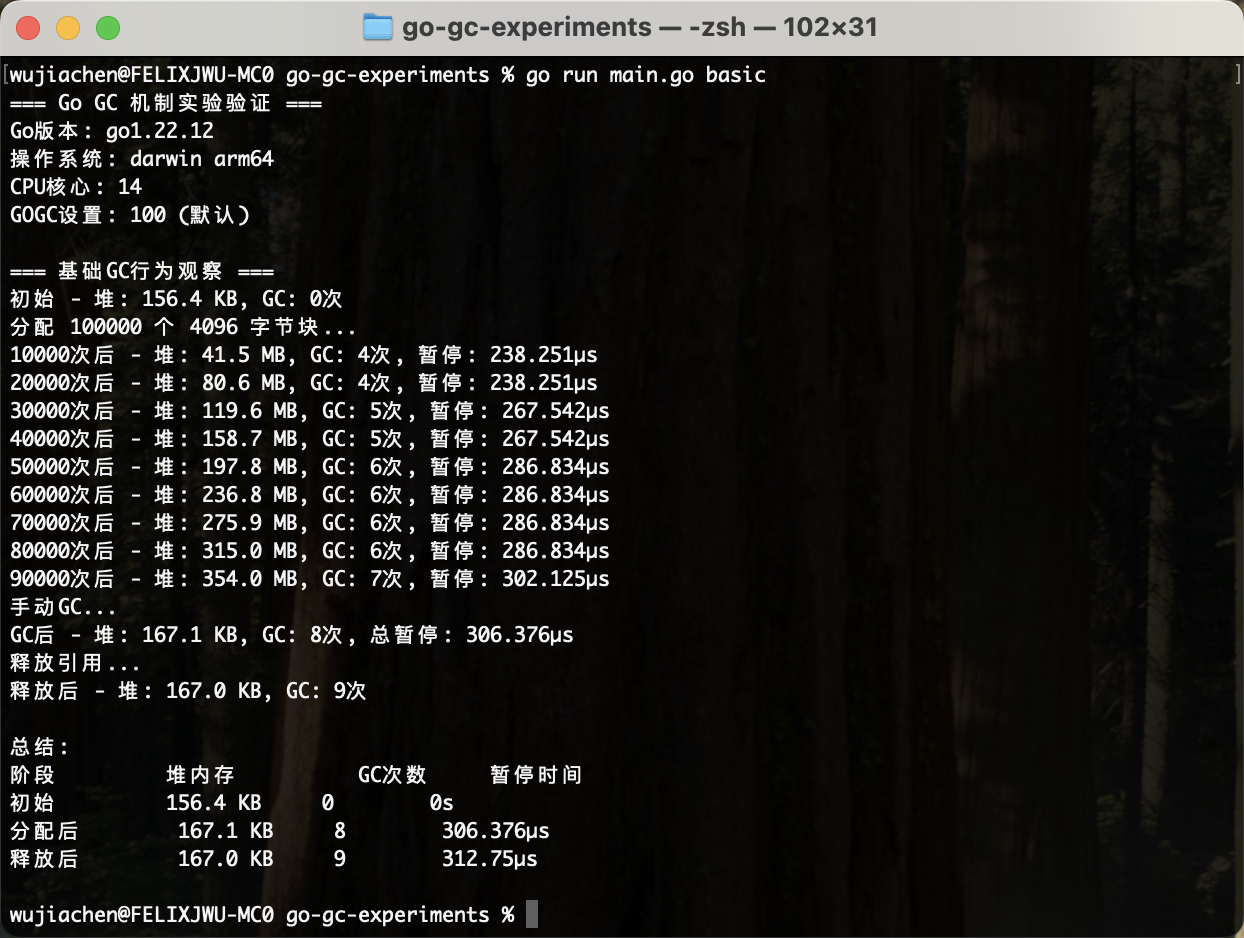 go-gc-experiments — -zsh — 102×31
[wujiachen@FELIXJWU-MC0 go-gc-experiments % go run main.go basic ]
=== Go GC 机制实验验证 ===
Go版本: go1.22.12
操作系统: darwin arm64
CPU核心: 14
GOGC设置: 100 (默认)
=== 基础GC行为观察 ===
初始 - 堆: 156.4 KB, GC: 0次
分配 100000 个 4096 字节块...
10000次后 - 堆: 41.5 MB, GC: 4次, 暂停: 238.251µs
20000次后 - 堆: 80.6 MB, GC: 4次, 暂停: 238.251µs
30000次后 - 堆: 119.6 MB, GC: 5次, 暂停: 267.542µs
40000次后 - 堆: 158.7 MB, GC: 5次, 暂停: 267.542µs
50000次后 - 堆: 197.8 MB, GC: 6次, 暂停: 286.834µs
60000次后 - 堆: 236.8 MB, GC: 6次, 暂停: 286.834µs
70000次后 - 堆: 275.9 MB, GC: 6次, 暂停: 286.834µs
80000次后 - 堆: 315.0 MB, GC: 6次, 暂停: 286.834µs
90000次后 - 堆: 354.0 MB, GC: 7次, 暂停: 302.125µs
手动GC...
GC后 - 堆: 167.1 KB, GC: 8次, 总暂停: 306.376µs
释放引用...
释放后 - 堆: 167.0 KB, GC: 9次
总结:
阶段 堆内存 GC次数 暂停时间
初始 156.4 KB 0 0s
分配后 167.1 KB 8 306.376µs
释放后 167.0 KB 9 312.75µs
wujiachen@FELIXJWU-MC0 go-gc-experiments %